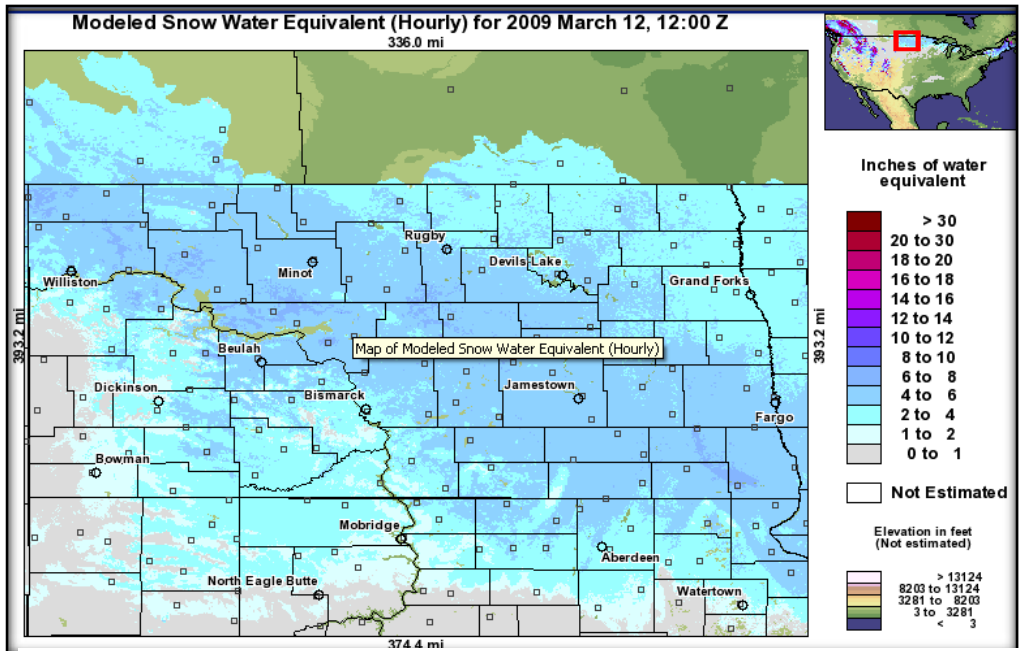 Modeled Snow Water Equivalent (Hourly) for 2009 March 12, 12:00 Z
336.0 mi
393.2 mi
Rugby
Devils Lake
Minot
Williston
Grand Forks
Map of Modeled Snow Water Equivalent (Hourly)
Beulah
Dickinson
Bismarck
Jamestown
Fargo
Bowman
Mobridge
Aberdeen
North Eagle Butte
Watertown
374.4 mi
393.2 mi
Inches of water
equivalent
> 30
20 to 30
18 to 20
16 to 18
14 to 16
12 to 14
10 to 12
8 to 10
6 to 8
4 to 6
2 to 4
1 to 2
0 to 1
Not Estimated
Elevation in feet
(Not estimated)
> 13124
8203 to 13124
3281 to 8203
3 to 3281
< 3